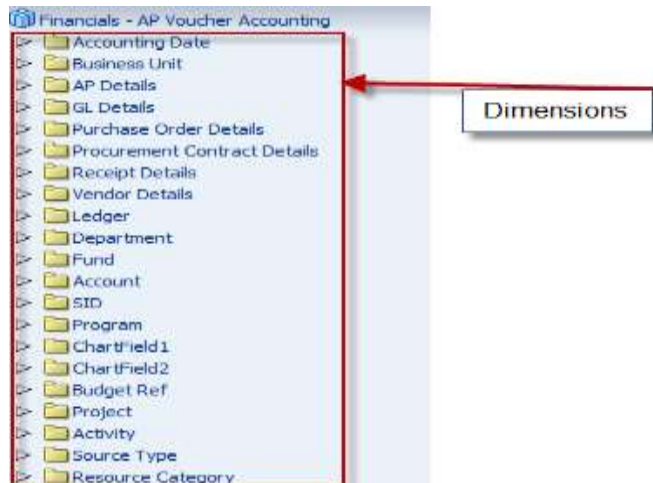 Financials - AP Voucher Accounting
Accounting Date
Business Unit
AP Details
GL Details
Purchase Order Details
Procurement Contract Details
Receipt Details
Vendor Details
Ledger
Department
Fund
Account
SID
Program
ChartField1
ChartField2
Budget Ref
Project
Activity
Source Type
Resource Category
Dimensions